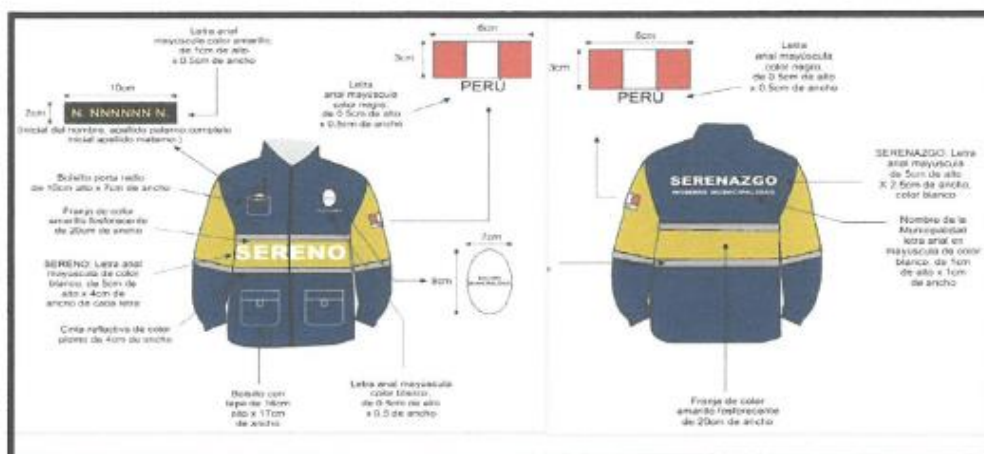 Letra arial
mayúscula color amarillo,
de 1cm de alto
x 0.5cm de ancho
10cm
2cm
N. NNNNNN N.
(Inicial del nombre, apellido paterno completo
inicial apellido materno.)
Bolsillo porta radio
de 10cm alto x 7cm de ancho
Franja de color
amarillo fosforecente
de 20cm de ancho
SERENO: Letra arial
mayúscula de color
blanco, de 5cm de
alto x 4cm de
ancho de cada letra
Cinta reflectiva de color
plomo de 4cm de ancho
Bolsillo con
tapa de 16cm
alto x 17cm
de ancho
SERENO
6cm
3cm
PERÚ
Letra
arial mayúscula
color negro,
de 0.5cm de alto
x 0.5cm de ancho
7cm
9cm
Letra arial mayúscula
color blanco,
de 0.5cm de alto
x 0.5 de ancho
6cm
3cm
PERÚ
Letra
arial mayúscula
color negro,
de 0.5cm de alto
x 0.5cm de ancho
SERENAZGO
SERENAZGO: Letra
arial mayúscula
de 5cm de alto
X 2.5cm de ancho,
color blanco
Nombre de la
Municipalidad
letra arial en
mayuscula de color
blanco, de 1cm
de alto x 1cm
de ancho
Franja de color
amarillo fosforecente
de 20cm de ancho